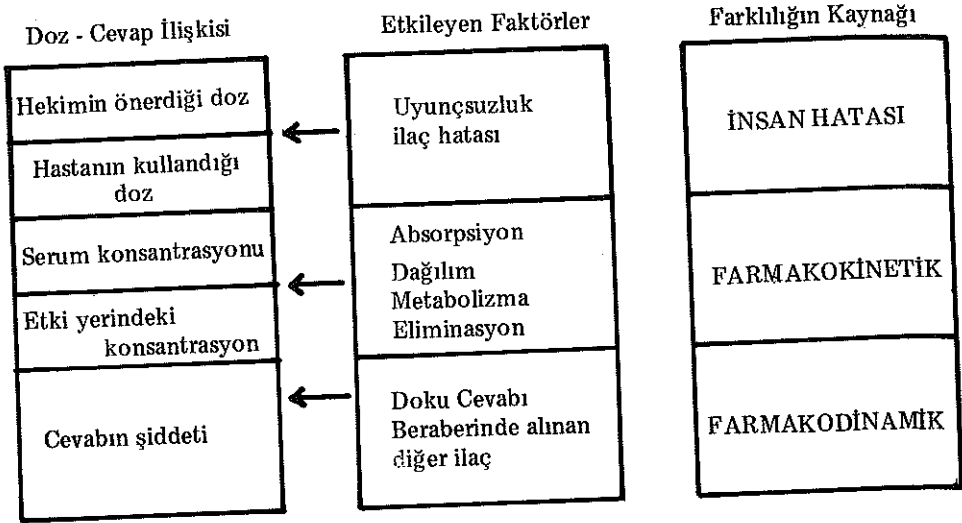 Doz - Cevap İlişkisi
Hekimin önerdiği doz
Hastanın kullandığı
doz
Serum konsantrasyonu
Etki yerindeki
konsantrasyon
Cevabın şiddeti
Etkileyen Faktörler
Uyunçsuzluk
ilaç hatası
Absorpsiyon
Dağılım
Metabolizma
Eliminasyon
Doku Cevabı
Beraberinde alınan
diğer ilaç
Farklılığın Kaynağı
İNSAN HATASI
FARMAKOKİNETİK
FARMAKODİNAMİK